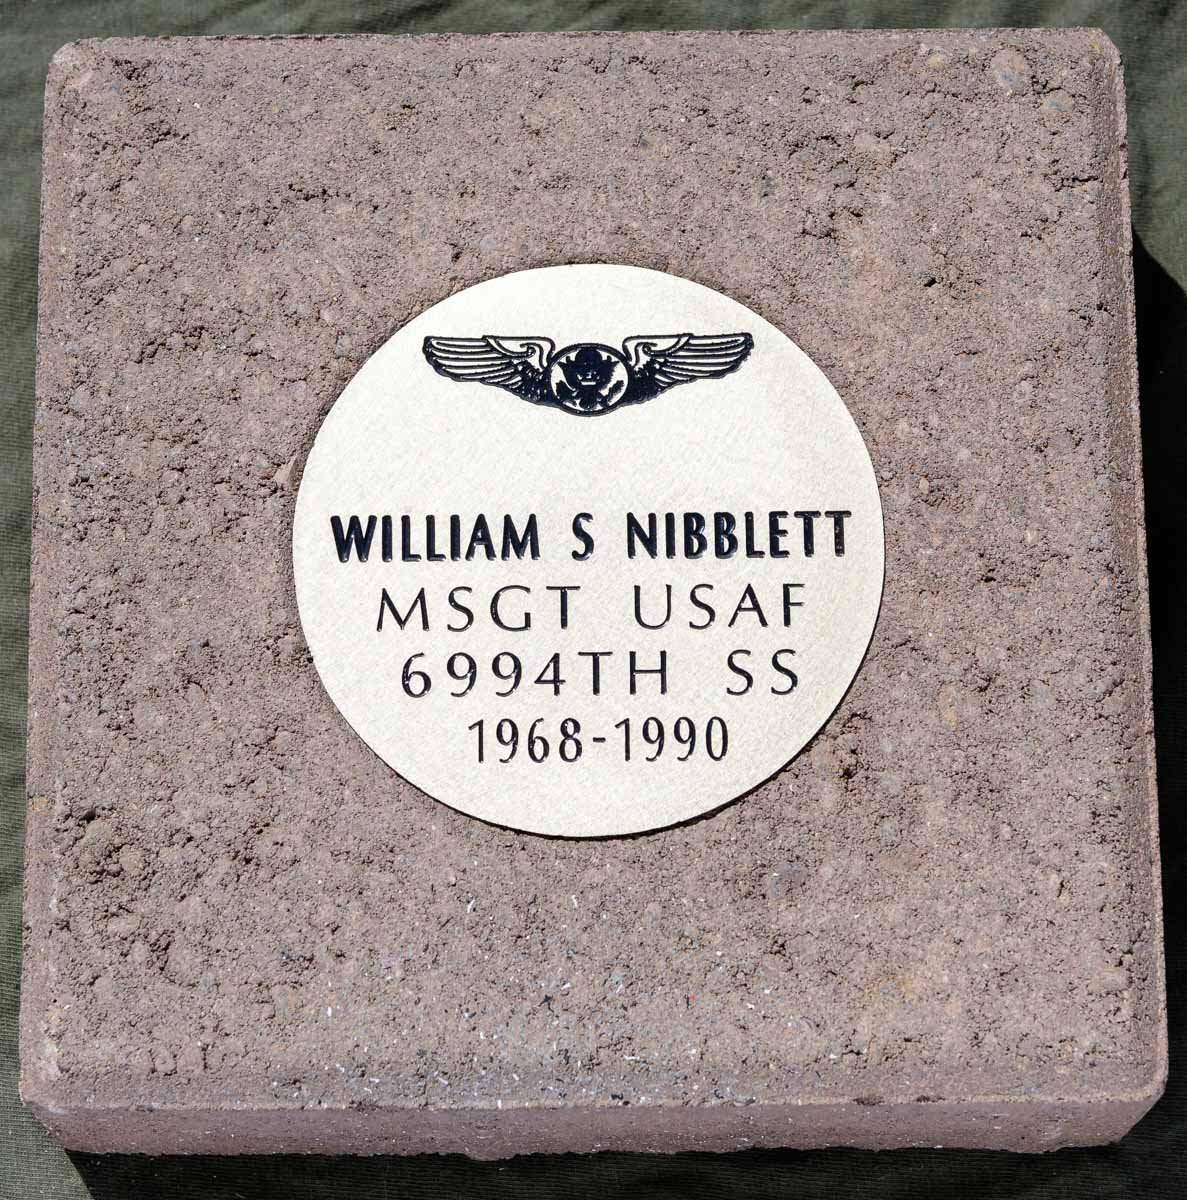 WILLIAM S NIBBLETT
MSGT USAF
6994TH SS
1968-1990